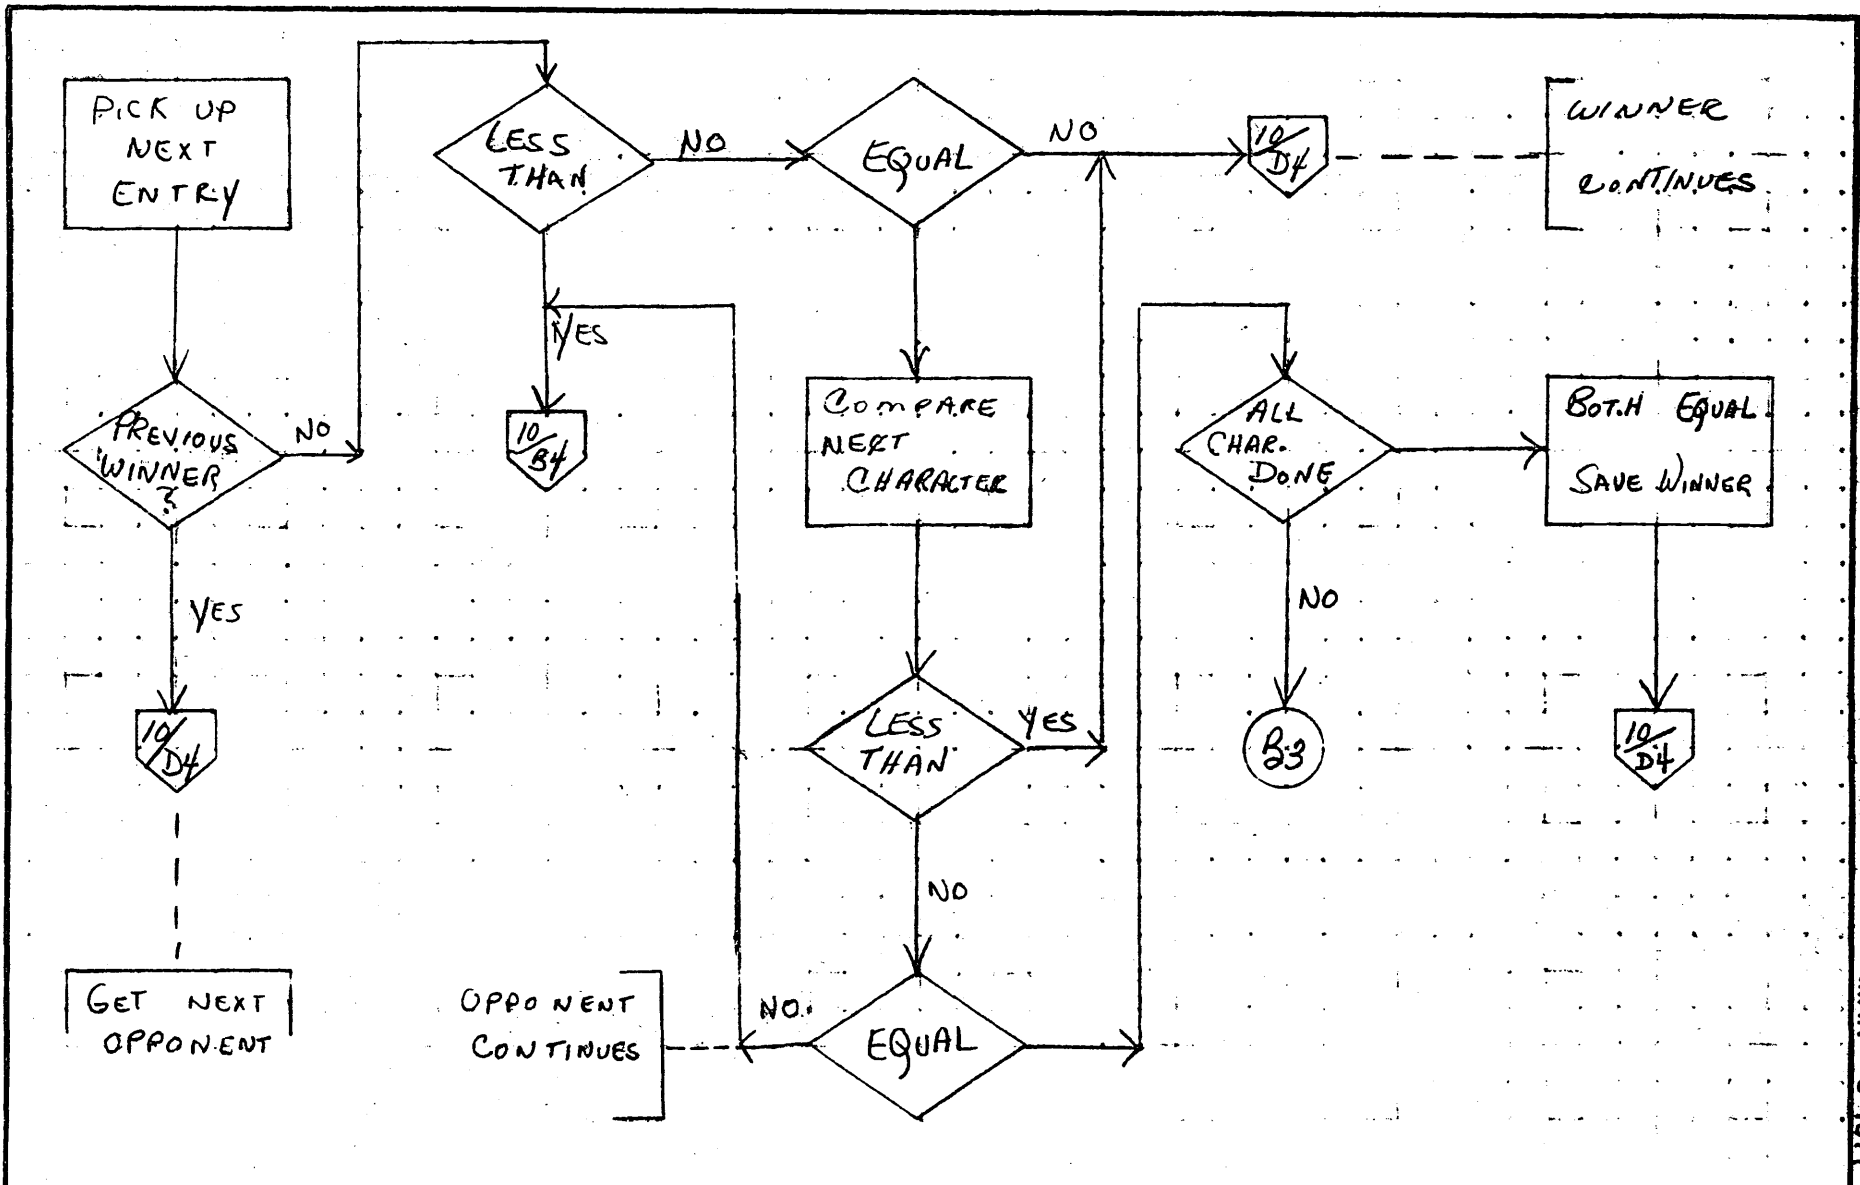 PICK UP
NEXT
ENTRY
PREVIOUS
WINNER
?
NO
YES
10/
D4
GET NEXT
OPPONENT
LESS
THAN
NO
YES
10/
B4
OPPONENT
CONTINUES
EQUAL
NO
COMPARE
NEXT
CHARACTER
LESS
THAN
YES
NO
EQUAL
NO
10/
D4
WINNER
CONTINUES
ALL
CHAR.
DONE
NO
B3
BOTH EQUAL
SAVE WINNER
10/
D4